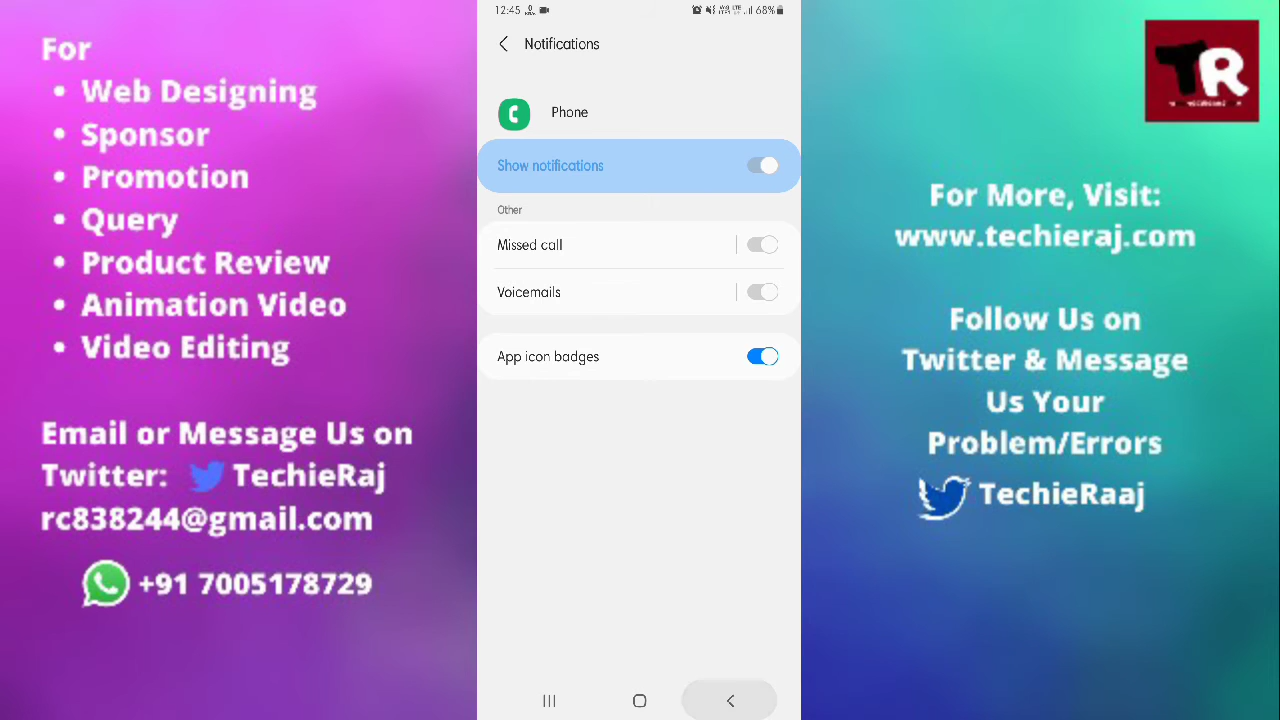 For
• Web Designing
• Sponsor
• Promotion
• Query
• Product Review
• Animation Video
• Video Editing
Email or Message Us on
Twitter: TechieRaj
rc838244@gmail.com
+91 7005178729
12:45
68%
Notifications
Phone
Show notifications
Other
Missed call
Voicemails
App icon badges
TR
For More, Visit:
www.techieraj.com
Follow Us on
Twitter & Message
Us Your
Problem/Errors
TechieRaaj